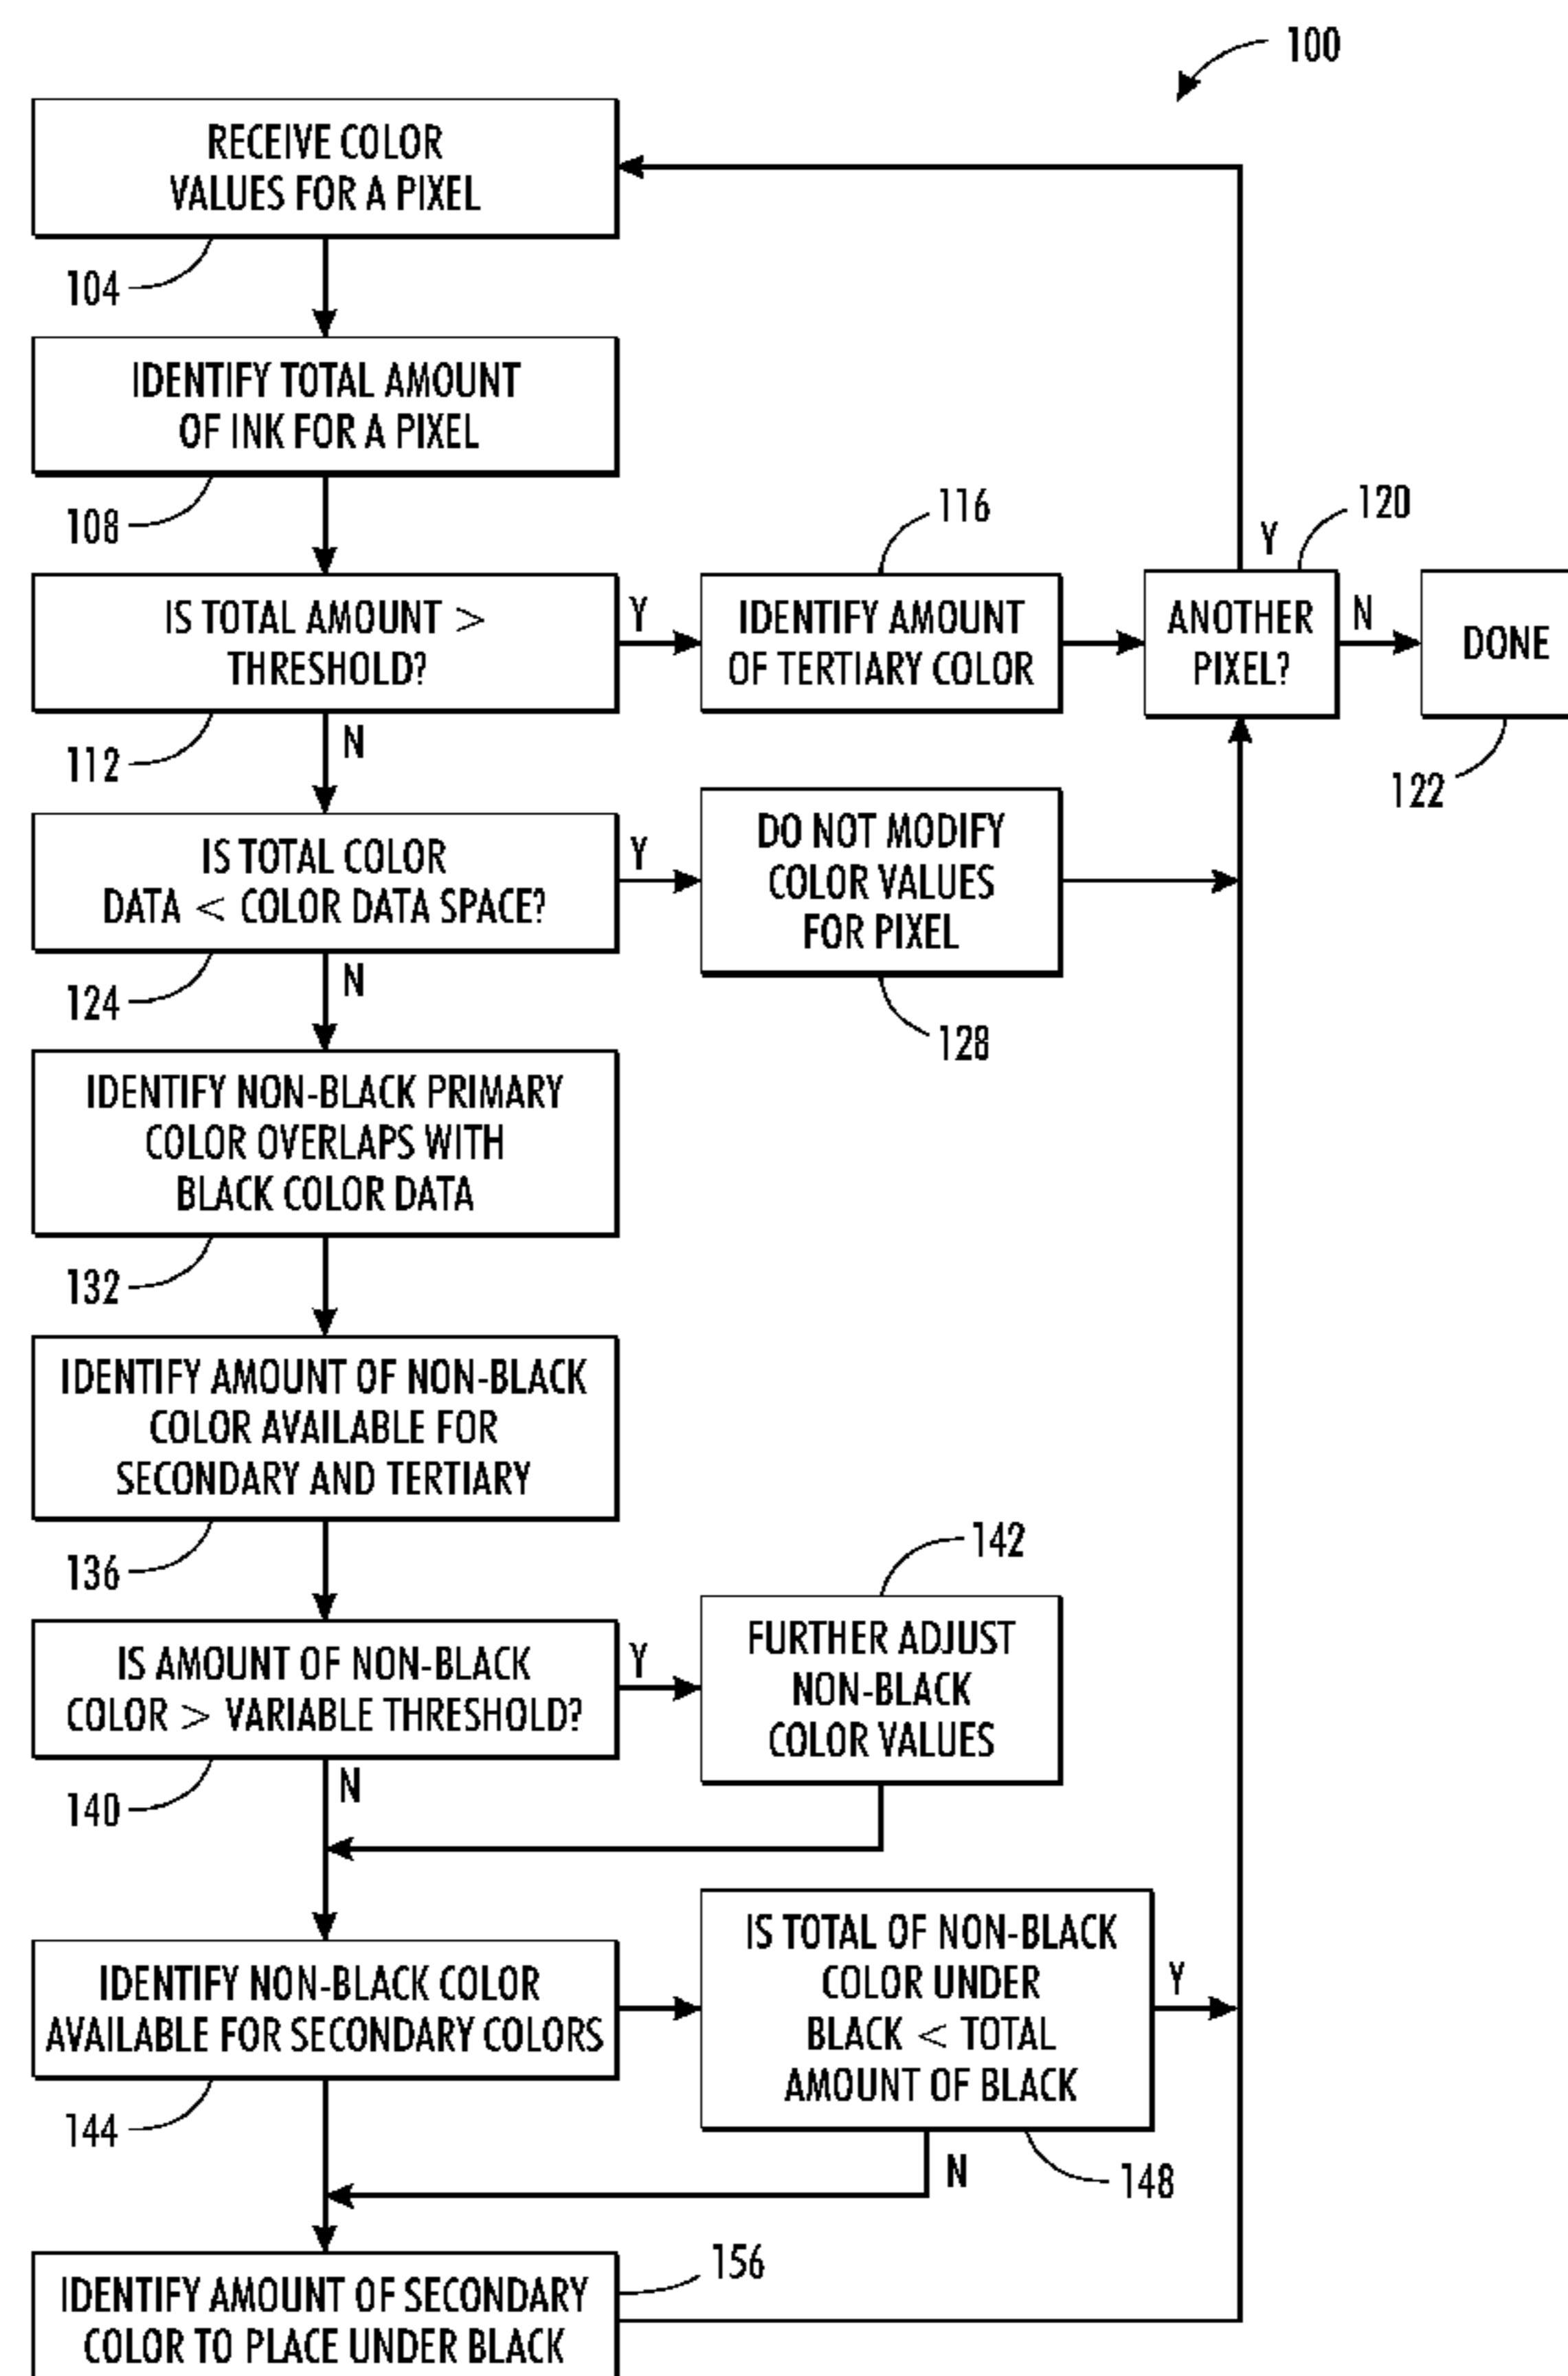 100
RECEIVE COLOR
VALUES FOR A PIXEL
104
IDENTIFY TOTAL AMOUNT
OF INK FOR A PIXEL
108
IS TOTAL AMOUNT >
THRESHOLD?
112
Y
N
IDENTIFY AMOUNT
OF TERTIARY COLOR
116
ANOTHER
PIXEL?
120
Y
N
DONE
122
IS TOTAL COLOR
DATA < COLOR DATA SPACE?
124
Y
N
DO NOT MODIFY
COLOR VALUES
FOR PIXEL
128
IDENTIFY NON-BLACK PRIMARY
COLOR OVERLAPS WITH
BLACK COLOR DATA
132
IDENTIFY AMOUNT OF NON-BLACK
COLOR AVAILABLE FOR
SECONDARY AND TERTIARY
136
IS AMOUNT OF NON-BLACK
COLOR > VARIABLE THRESHOLD?
140
Y
N
FURTHER ADJUST
NON-BLACK
COLOR VALUES
142
IDENTIFY NON-BLACK COLOR
AVAILABLE FOR SECONDARY COLORS
144
IS TOTAL OF NON-BLACK
COLOR UNDER
BLACK < TOTAL
AMOUNT OF BLACK
148
Y
N
IDENTIFY AMOUNT OF SECONDARY
COLOR TO PLACE UNDER BLACK
156